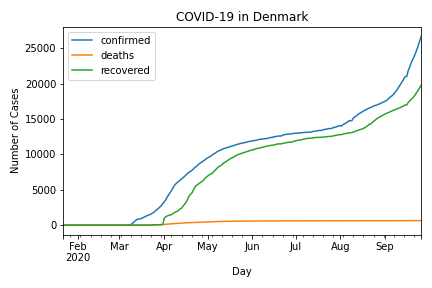 COVID-19 in Denmark
confirmed
deaths
recovered
Number of Cases
25000
20000
15000
10000
5000
0
Feb Mar Apr May Jun Jul Aug Sep
2020
Day